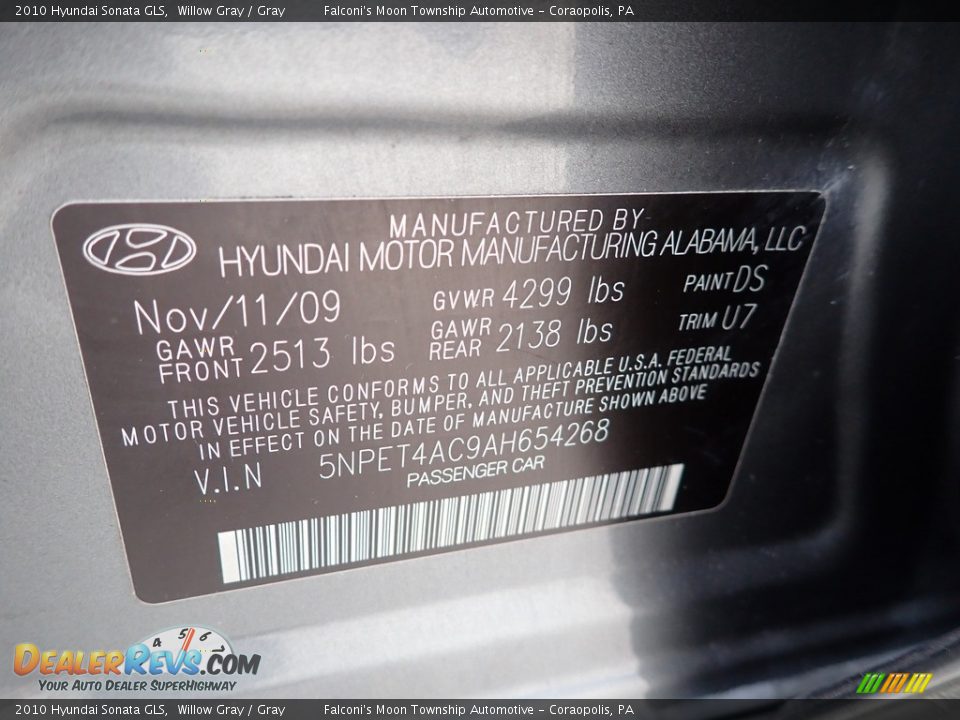 2010 Hyundai Sonata GLS, Willow Gray / Gray Falconi's Moon Township Automotive - Coraopolis, PA
MANUFACTURED BY
HYUNDAI MOTOR MANUFACTURING ALABAMA, LLC
Nov/11/09 GVWR 4299 lbs PAINT DS
GAWR FRONT 2513 lbs GAWR REAR 2138 lbs TRIM U7
THIS VEHICLE CONFORMS TO ALL APPLICABLE U.S.A. FEDERAL
MOTOR VEHICLE SAFETY, BUMPER, AND THEFT PREVENTION STANDARDS
IN EFFECT ON THE DATE OF MANUFACTURE SHOWN ABOVE
V.I.N 5NPET4AC9AH654268
PASSENGER CAR
4 5 6 7
DEALERREVS.COM
YOUR AUTO DEALER SUPERHIGHWAY
2010 Hyundai Sonata GLS, Willow Gray / Gray Falconi's Moon Township Automotive - Coraopolis, PA